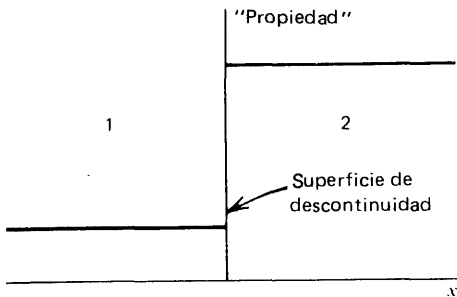 "Propiedad"
1
2
Superficie de
descontinuidad
x